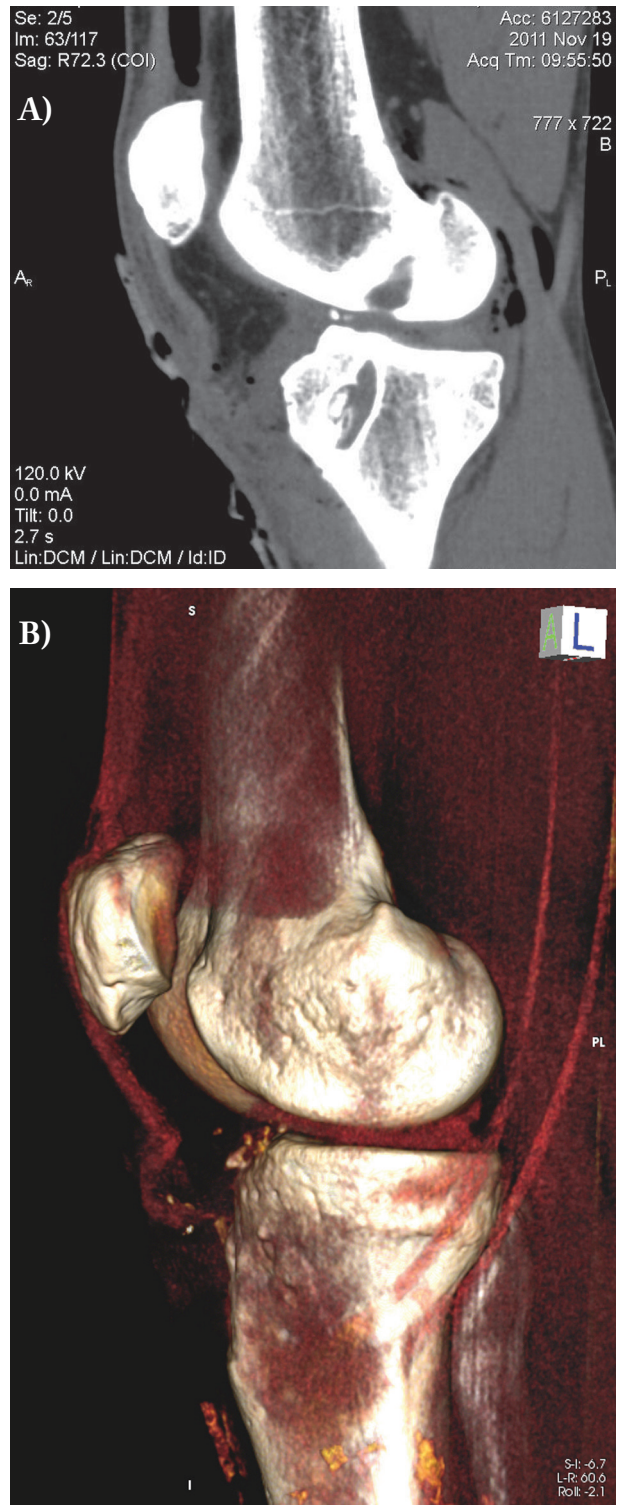 Se: 2/5
Im: 63/117
Sag: R72.3 (COI)
Acc: 6127283
2011 Nov 19
Acq Tm: 09:55:50
A)
777 x 722
B
AR
PL
120.0 kV
0.0 mA
Tilt: 0.0
2.7 s
Lin:DCM / Lin:DCM / Id:ID
B)
S
A L
PL
I
S-I: -6.7
L-R: 60.6
Roll: -2.1